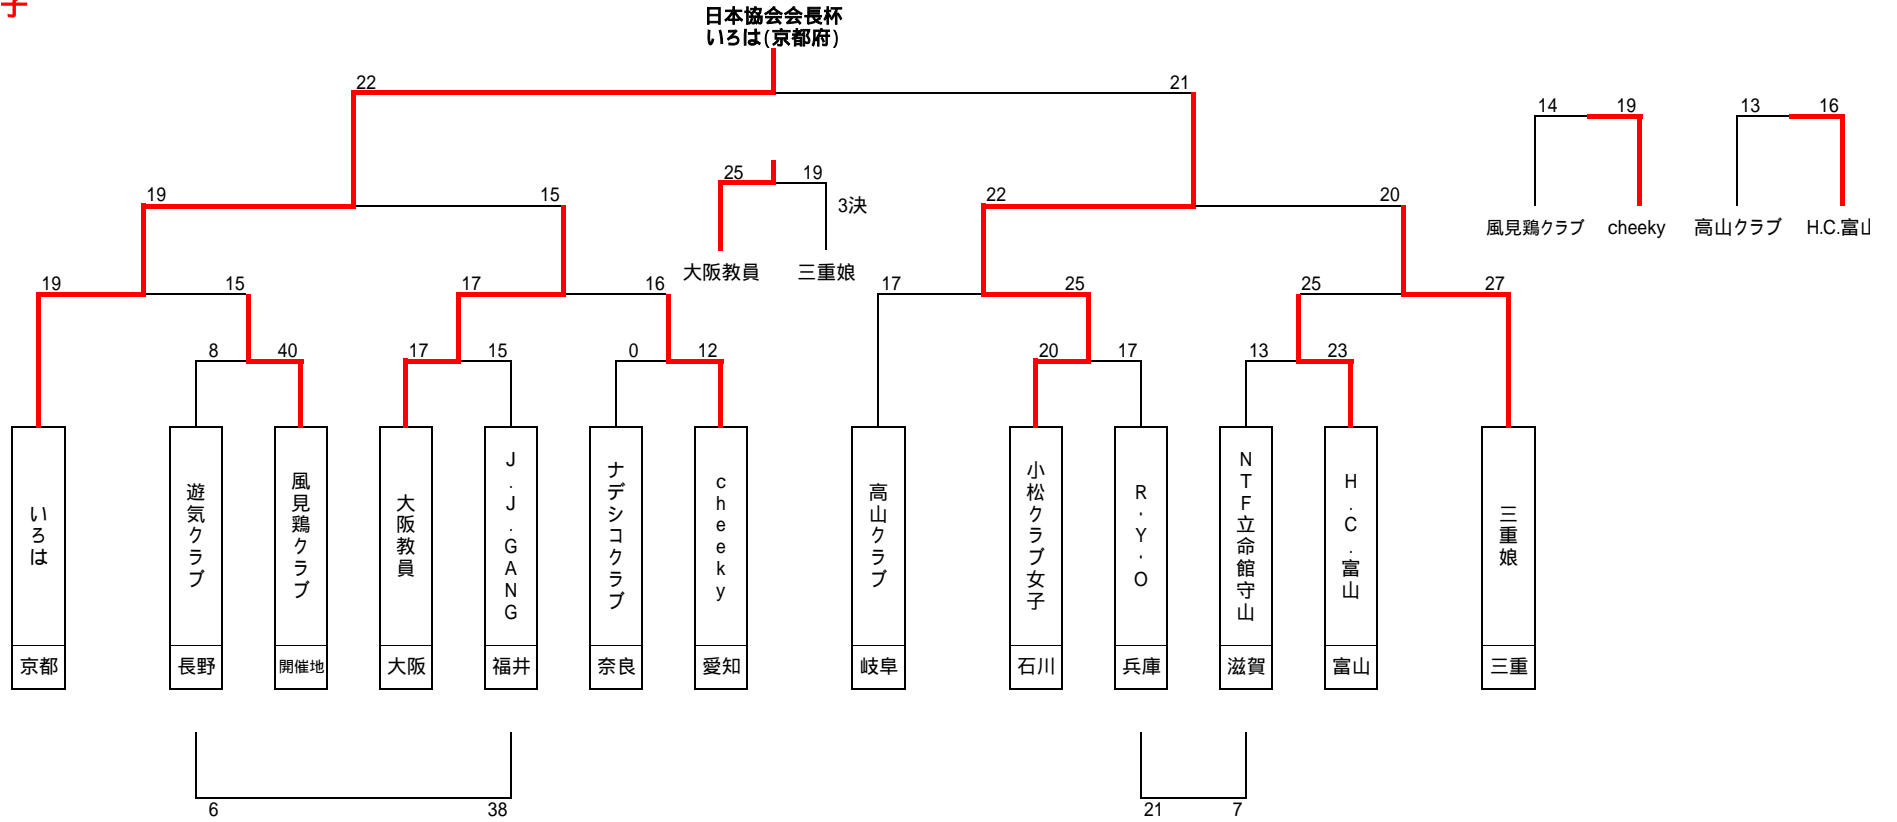 子
日本協会会長杯
いろは(京都府)
22
21
14
19
13
16
風見鶏クラブ
cheeky
高山クラブ
H.C.富山
25
19
3決
大阪教員
三重娘
19
15
22
20
19
15
17
16
17
25
25
27
8
40
17
15
0
12
20
17
13
23
いろは
遊気クラブ
風見鶏クラブ
大阪教員
J.J.GANG
ナデシコクラブ
cheeky
高山クラブ
小松クラブ女子
R・Y・O
NTF立命館守山
H.C.富山
三重娘
京都
長野
開催地
大阪
福井
奈良
愛知
岐阜
石川
兵庫
滋賀
富山
三重
6
38
21
7